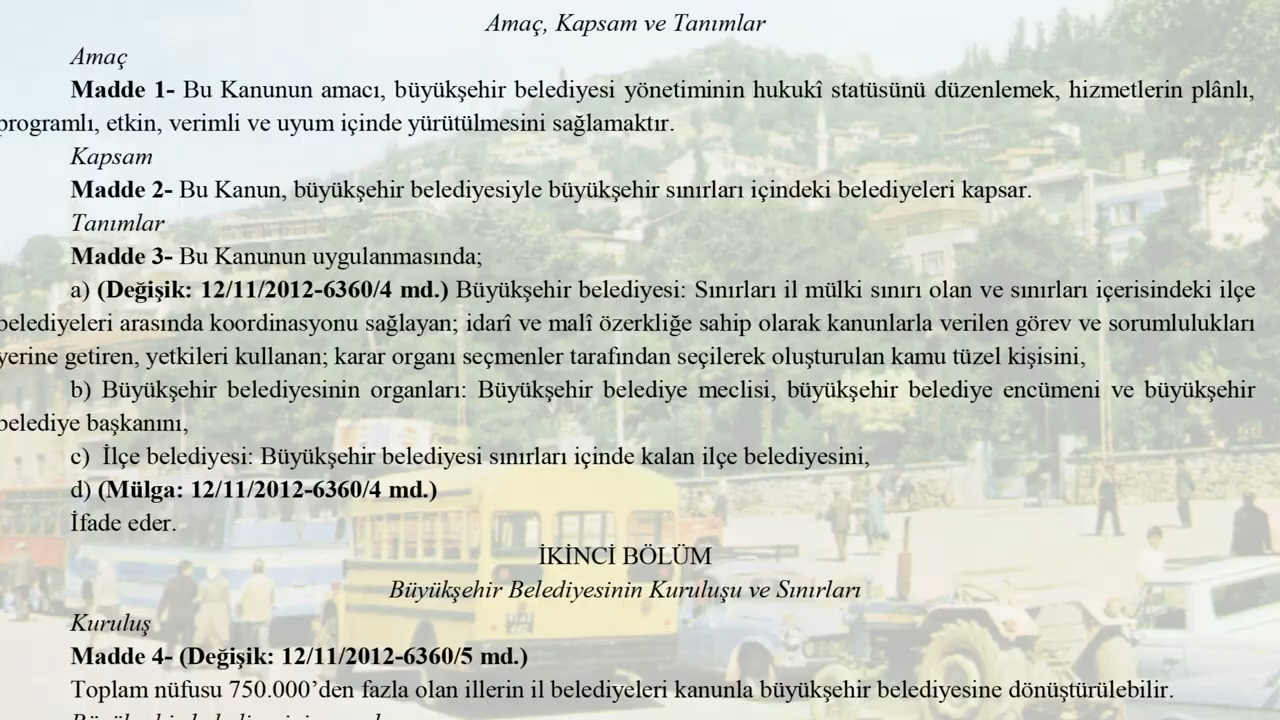 Amaç, Kapsam ve Tanımlar
Amaç
Madde 1- Bu Kanunun amacı, büyükşehir belediyesi yönetiminin hukukî statüsünü düzenlemek, hizmetlerin plânlı,
programlı, etkin, verimli ve uyum içinde yürütülmesini sağlamaktır.
Kapsam
Madde 2- Bu Kanun, büyükşehir belediyesiyle büyükşehir sınırları içindeki belediyeleri kapsar.
Tanımlar
Madde 3- Bu Kanunun uygulanmasında;
a) (Değişik: 12/11/2012-6360/4 md.) Büyükşehir belediyesi: Sınırları il mülki sınırı olan ve sınırları içerisindeki ilçe
belediyeleri arasında koordinasyonu sağlayan; idarî ve malî özerkliğe sahip olarak kanunlarla verilen görev ve sorumlulukları
yerine getiren, yetkileri kullanan; karar organı seçmenler tarafından seçilerek oluşturulan kamu tüzel kişisini,
b) Büyükşehir belediyesinin organları: Büyükşehir belediye meclisi, büyükşehir belediye encümeni ve büyükşehir
belediye başkanını,
c) İlçe belediyesi: Büyükşehir belediyesi sınırları içinde kalan ilçe belediyesini,
d) (Mülga: 12/11/2012-6360/4 md.)
İfade eder.
İKİNCİ BÖLÜM
Büyükşehir Belediyesinin Kuruluşu ve Sınırları
Kuruluş
Madde 4- (Değişik: 12/11/2012-6360/5 md.)
Toplam nüfusu 750.000’den fazla olan illerin il belediyeleri kanunla büyükşehir belediyesine dönüştürülebilir.